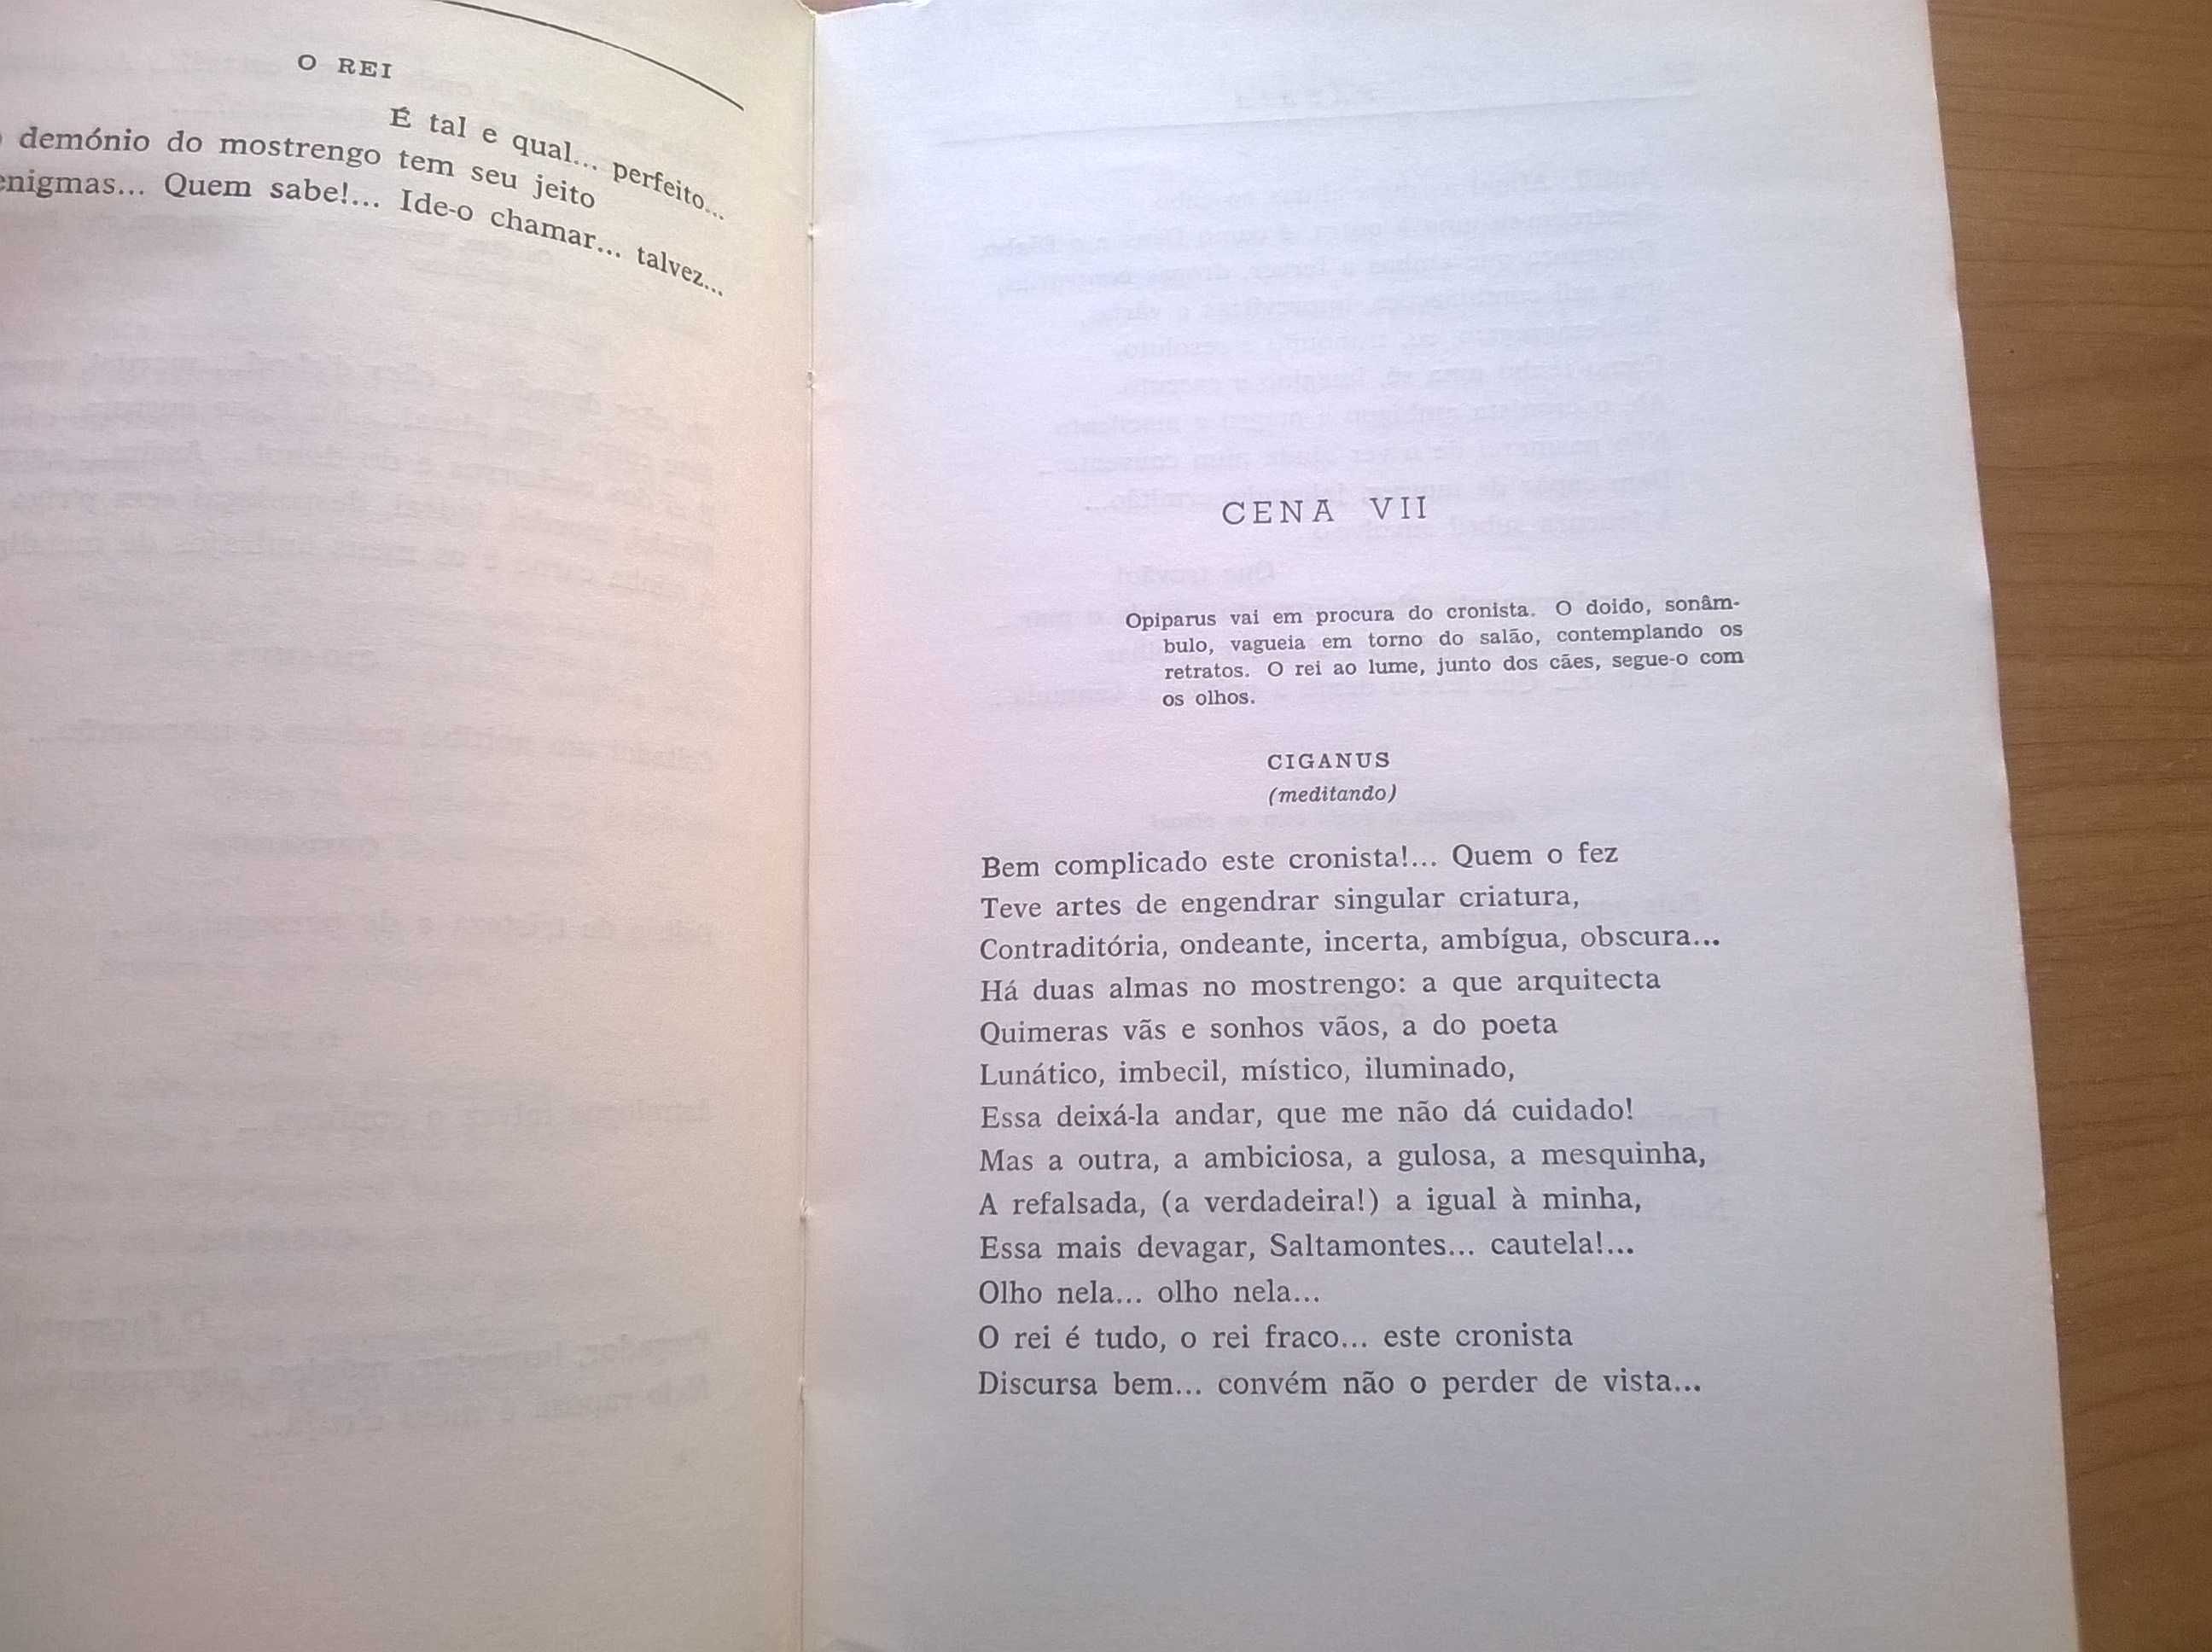 O REI
É tal e qual... perfeito...
demónio do mostrengo tem seu jeito
enigmas... Quem sabe!... Ide-o chamar... talvez...
CENA VII
Opiparus vai em procura do cronista. O doido, sonâm-
bulo, vagueia em torno do salão, contemplando os
retratos. O rei ao lume, junto dos cães, segue-o com
os olhos.
CIGANUS
(meditando)
Bem complicado este cronista!... Quem o fez
Teve artes de engendrar singular criatura,
Contraditória, ondeante, incerta, ambígua, obscura...
Há duas almas no mostrengo: a que arquitecta
Quimeras vãs e sonhos vãos, a do poeta
Lunático, imbecil, místico, iluminado,
Essa deixá-la andar, que me não dá cuidado!
Mas a outra, a ambiciosa, a gulosa, a mesquinha,
A refalsada, (a verdadeira!) a igual à minha,
Essa mais devagar, Saltamontes... cautela!...
Olho nela... olho nela...
O rei é tudo, o rei fraco... este cronista
Discursa bem... convém não o perder de vista...